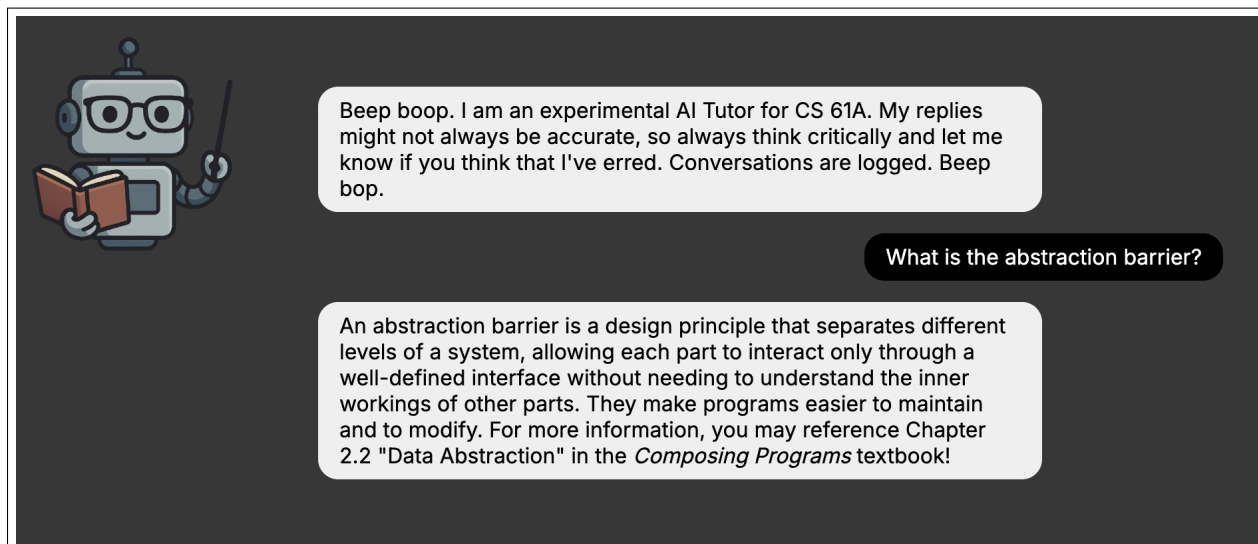 Beep boop. I am an experimental AI Tutor for CS 61A. My replies
might not always be accurate, so always think critically and let me
know if you think that I've erred. Conversations are logged. Beep
bop.
What is the abstraction barrier?
An abstraction barrier is a design principle that separates different
levels of a system, allowing each part to interact only through a
well-defined interface without needing to understand the inner
workings of other parts. They make programs easier to maintain
and to modify. For more information, you may reference Chapter
2.2 "Data Abstraction" in the Composing Programs textbook!